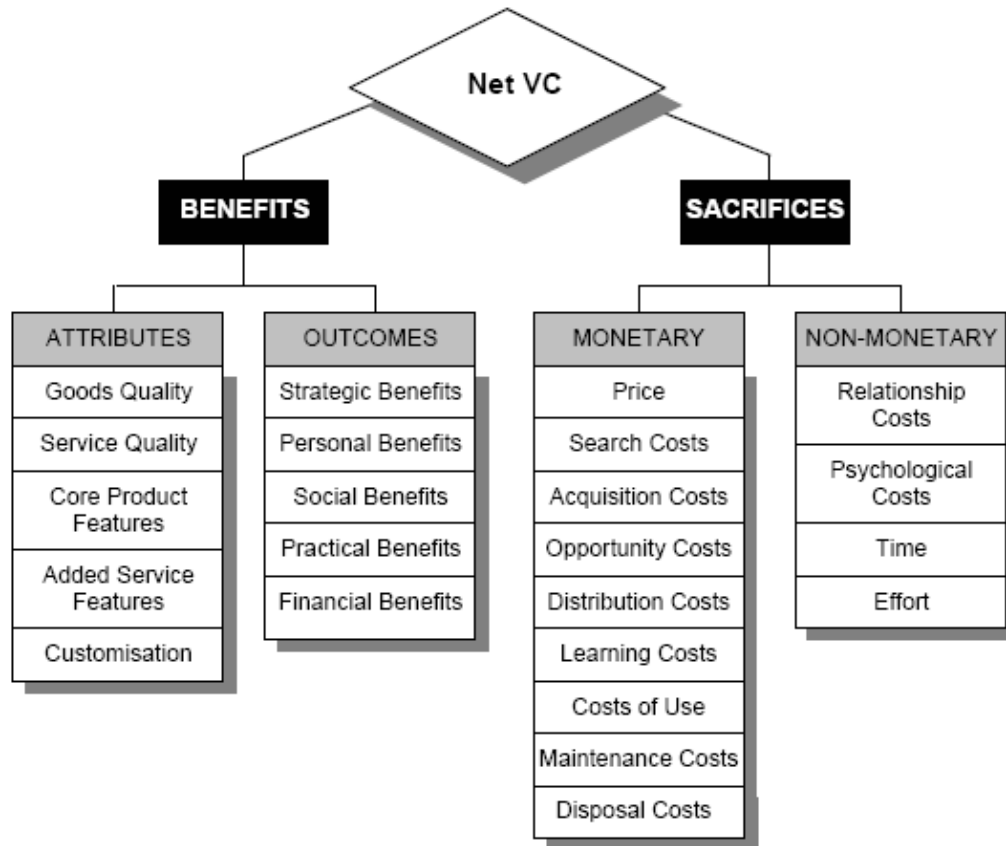 Net VC
BENEFITS
SACRIFICES
ATTRIBUTES
Goods Quality
Service Quality
Core Product
Features
Added Service
Features
Customisation
OUTCOMES
Strategic Benefits
Personal Benefits
Social Benefits
Practical Benefits
Financial Benefits
MONETARY
Price
Search Costs
Acquisition Costs
Opportunity Costs
Distribution Costs
Learning Costs
Costs of Use
Maintenance Costs
Disposal Costs
NON-MONETARY
Relationship
Costs
Psychological
Costs
Time
Effort